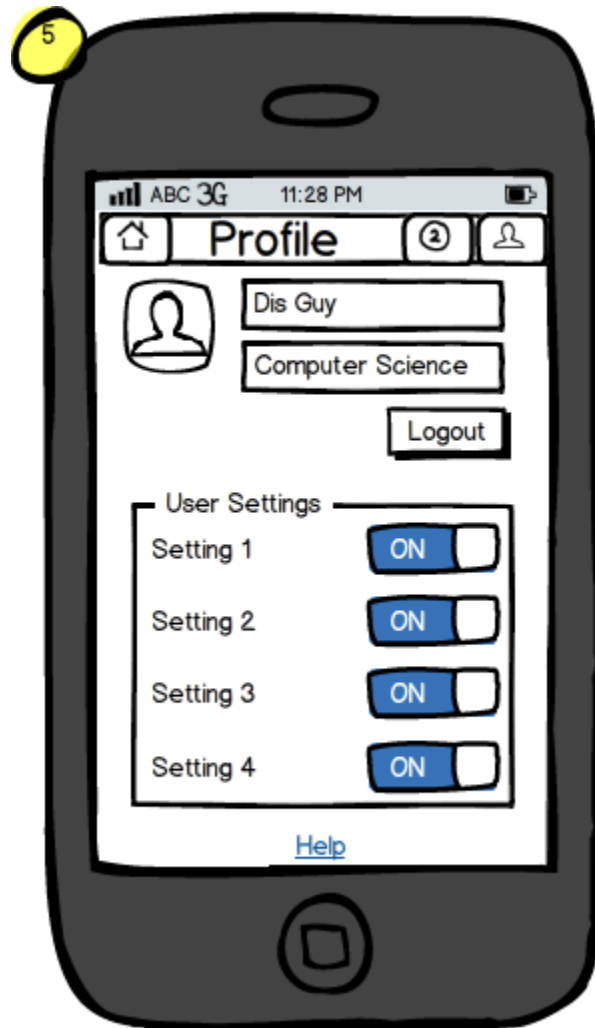 5
ABC 3G 11:28 PM
Profile 2
Dis Guy
Computer Science
Logout
User Settings
Setting 1 ON
Setting 2 ON
Setting 3 ON
Setting 4 ON
Help